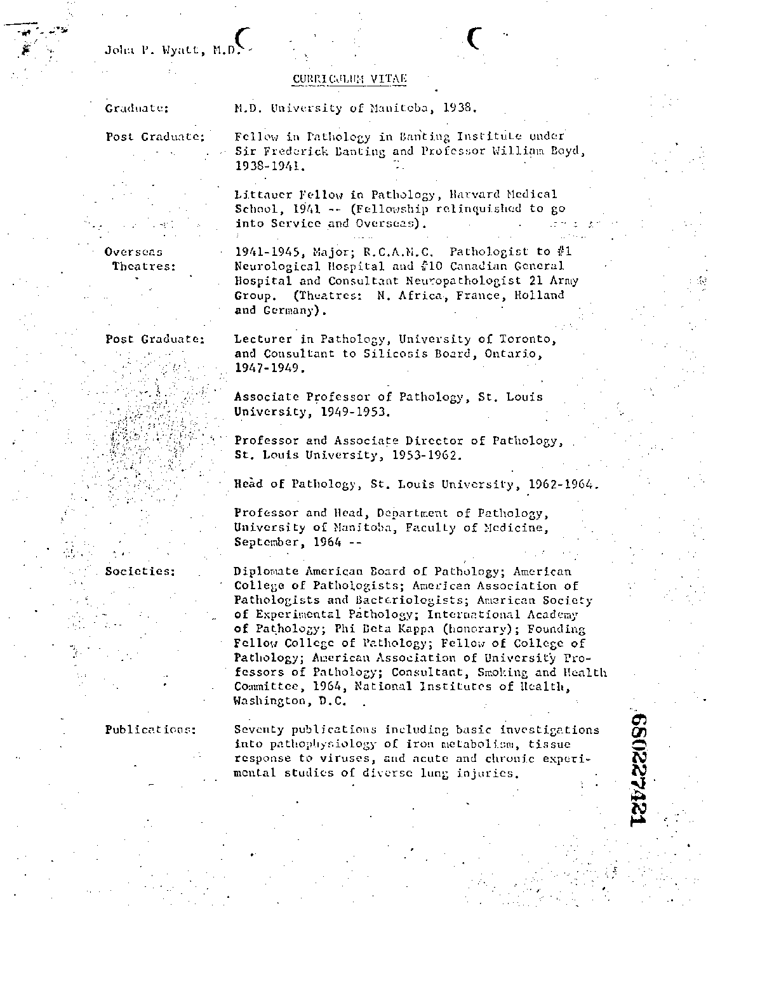 John P. Wyatt, M.D.
CURRICULUM VITAE
Graduate: M.D. University of Manitoba, 1938.
Post Graduate: Fellow in Pathology in Banting Institute under
Sir Frederick Banting and Professor William Boyd,
1938-1941.
Littauer Fellow in Pathology, Harvard Medical
School, 1941 -- (Fellowship relinquished to go
into Service and Overseas).
Overseas 1941-1945, Major; R.C.A.M.C. Pathologist to #1
Theatres: Neurological Hospital and #10 Canadian General
Hospital and Consultant Neuropathologist 21 Army
Group. (Theatres: N. Africa, France, Holland
and Germany).
Post Graduate: Lecturer in Pathology, University of Toronto,
and Consultant to Silicosis Board, Ontario,
1947-1949.
Associate Professor of Pathology, St. Louis
University, 1949-1953.
Professor and Associate Director of Pathology,
St. Louis University, 1953-1962.
Head of Pathology, St. Louis University, 1962-1964.
Professor and Head, Department of Pathology,
University of Manitoba, Faculty of Medicine,
September, 1964 --
Societies: Diplomate American Board of Pathology; American
College of Pathologists; American Association of
Pathologists and Bacteriologists; American Society
of Experimental Pathology; International Academy
of Pathology; Phi Beta Kappa (honorary); Founding
Fellow College of Pathology; Fellow of College of
Pathology; American Association of University Pro-
fessors of Pathology; Consultant, Smoking and Health
Committee, 1964, National Institutes of Health,
Washington, D.C.
Publications: Seventy publications including basic investigations
into pathophysiology of iron metabolism, tissue
response to viruses, and acute and chronic experi-
mental studies of diverse lung injuries.
680227421